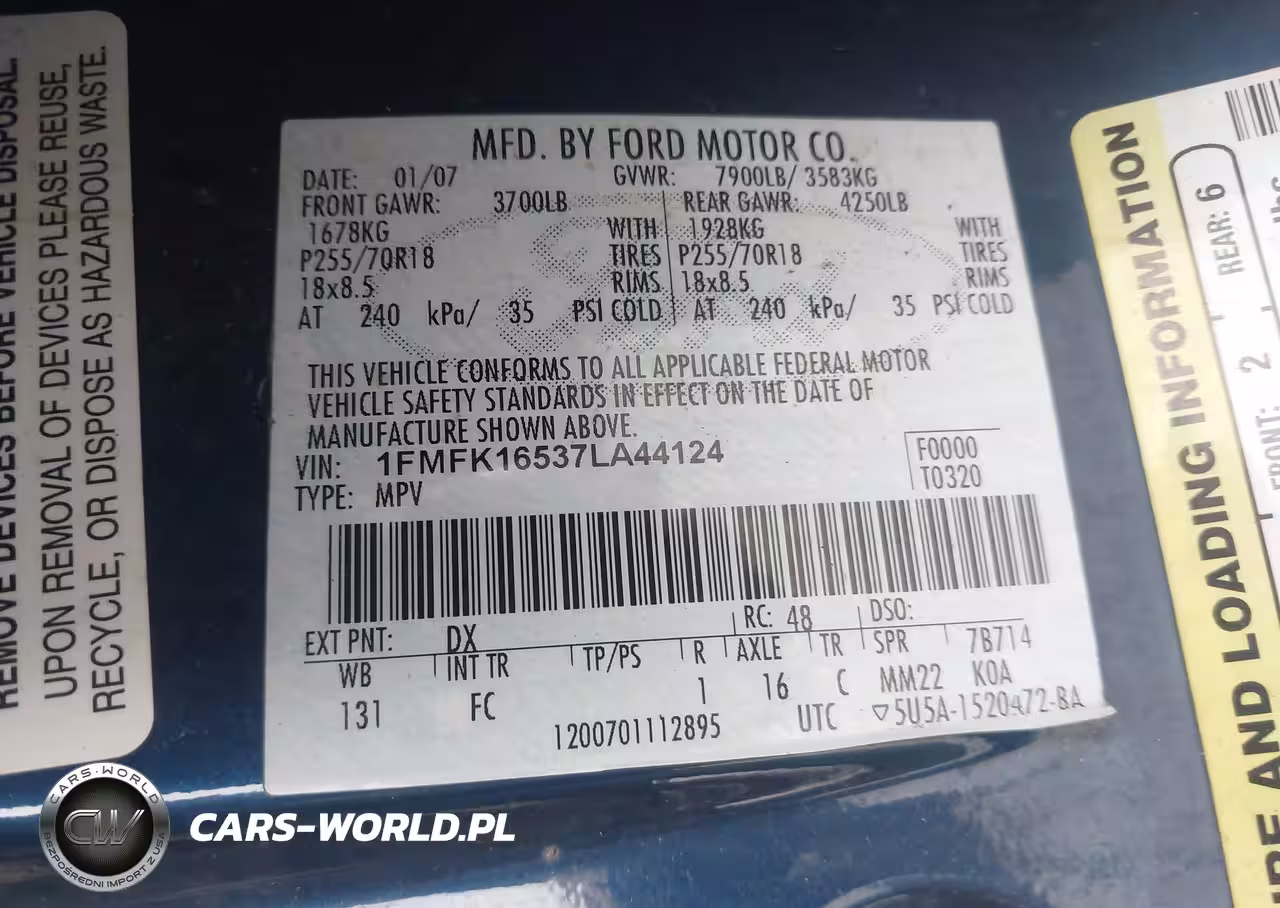 REMOVE DEVICES BEFORE VEHICLE DISPOSAL.
UPON REMOVAL OF DEVICES PLEASE REUSE,
RECYCLE, OR DISPOSE AS HAZARDOUS WASTE.
MFD. BY FORD MOTOR CO.
DATE: 01/07 GVWR: 7900LB/ 3583KG
FRONT GAWR: 3700LB REAR GAWR: 4250LB
1678KG WITH 1928KG WITH
P255/70R18 TIRES P255/70R18 TIRES
18x8.5 RIMS 18x8.5 RIMS
AT 240 kPa/ 35 PSI COLD AT 240 kPa/ 35 PSI COLD
THIS VEHICLE CONFORMS TO ALL APPLICABLE FEDERAL MOTOR
VEHICLE SAFETY STANDARDS IN EFFECT ON THE DATE OF
MANUFACTURE SHOWN ABOVE.
VIN: 1FMFK16537LA44124 F0000
TYPE: MPV T0320
EXT PNT: DX RC: 48 DSO:
WB INT TR TP/PS R AXLE TR SPR 7B714
131 FC 1 16 C MM22 KOA
1200701112895 UTC ▽5U5A-1520472-BA
INFORMATION
AND LOADING
REAR: 6
FRONT: 2
CARS-WORLD
CW
BEZPOŚREDNI IMPORT Z USA
CARS-WORLD.PL